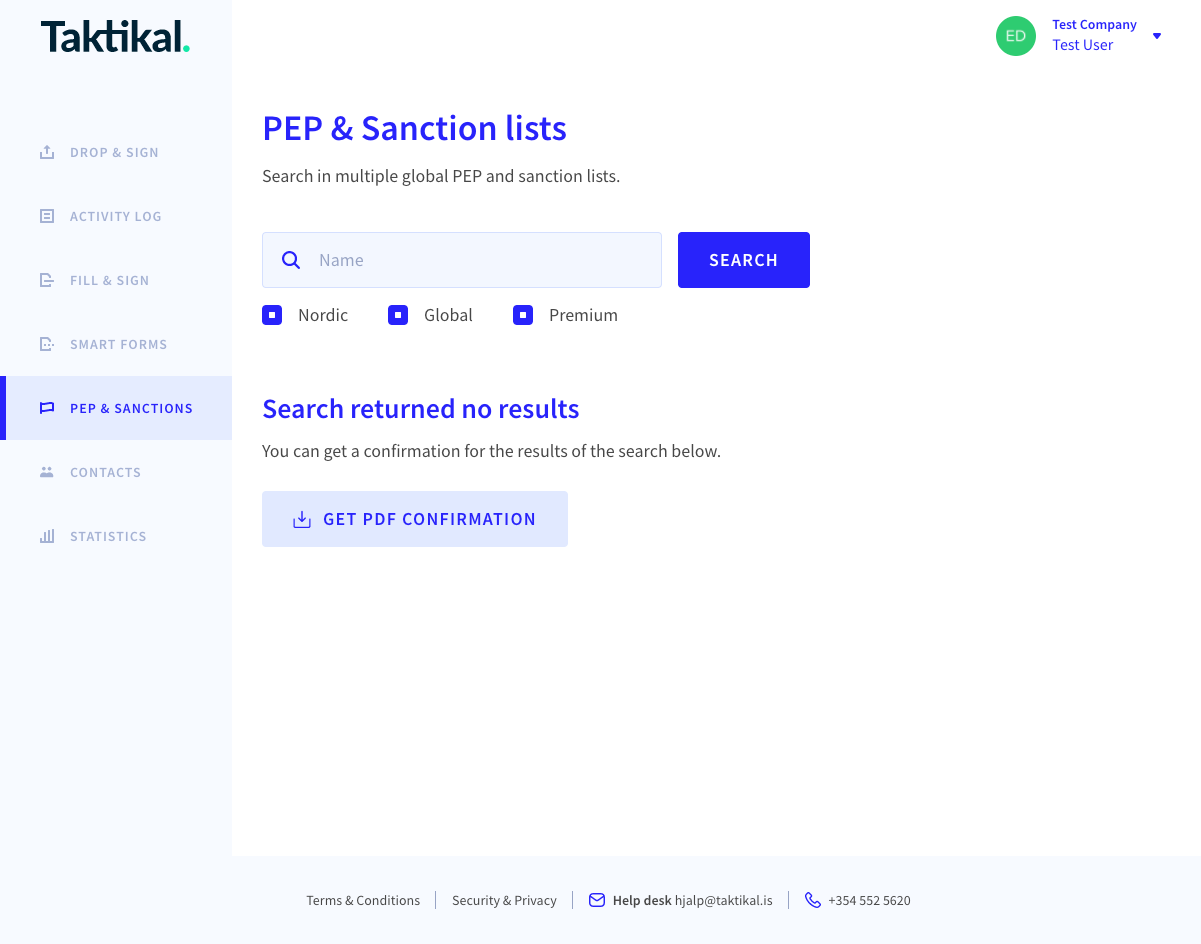 Taktikal.
Test Company
ED
Test User
PEP & Sanction lists
DROP & SIGN
Search in multiple global PEP and sanction lists.
ACTIVITY LOG
Name
SEARCH
FILL & SIGN
Nordic
Global
Premium
SMART FORMS
PEP & SANCTIONS
Search returned no results
You can get a confirmation for the results of the search below.
CONTACTS
GET PDF CONFIRMATION
STATISTICS
Terms & Conditions
Security & Privacy
Help desk hjalp@taktikal.is
+354 552 5620